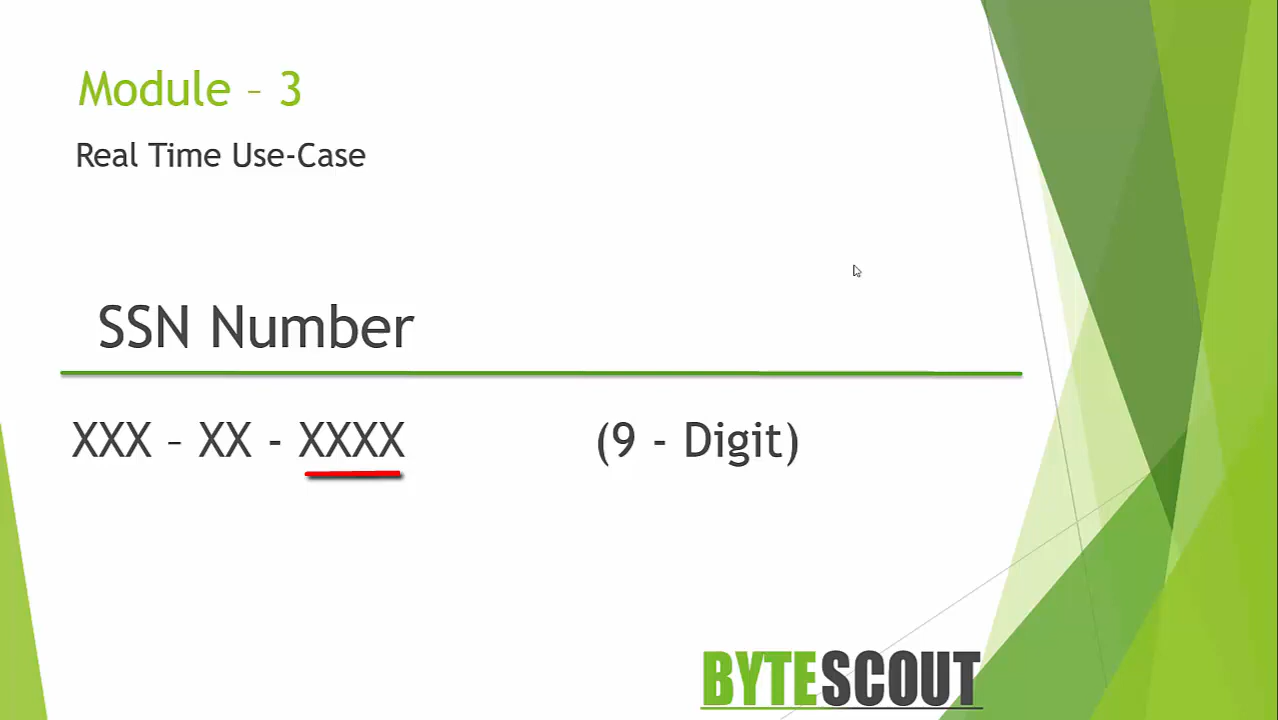 Module – 3
Real Time Use-Case
SSN Number
XXX – XX - XXXX (9 - Digit)
BYTESCOUT